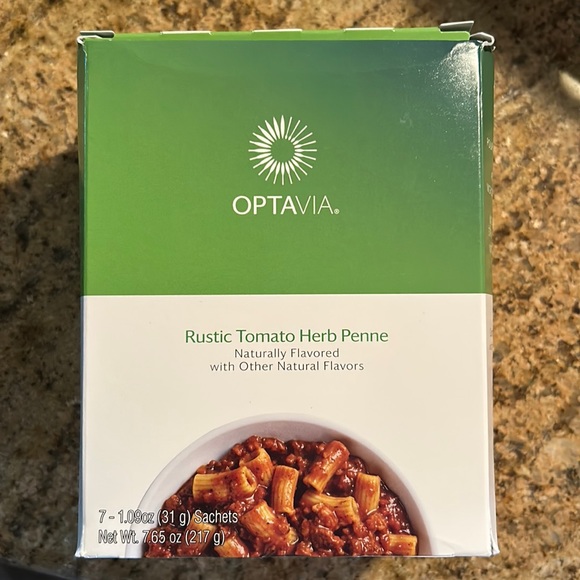 OPTAVIA®
Rustic Tomato Herb Penne
Naturally Flavored
with Other Natural Flavors
7 - 1.09oz (31 g) Sachets
Net Wt. 7.65 oz (217 g)